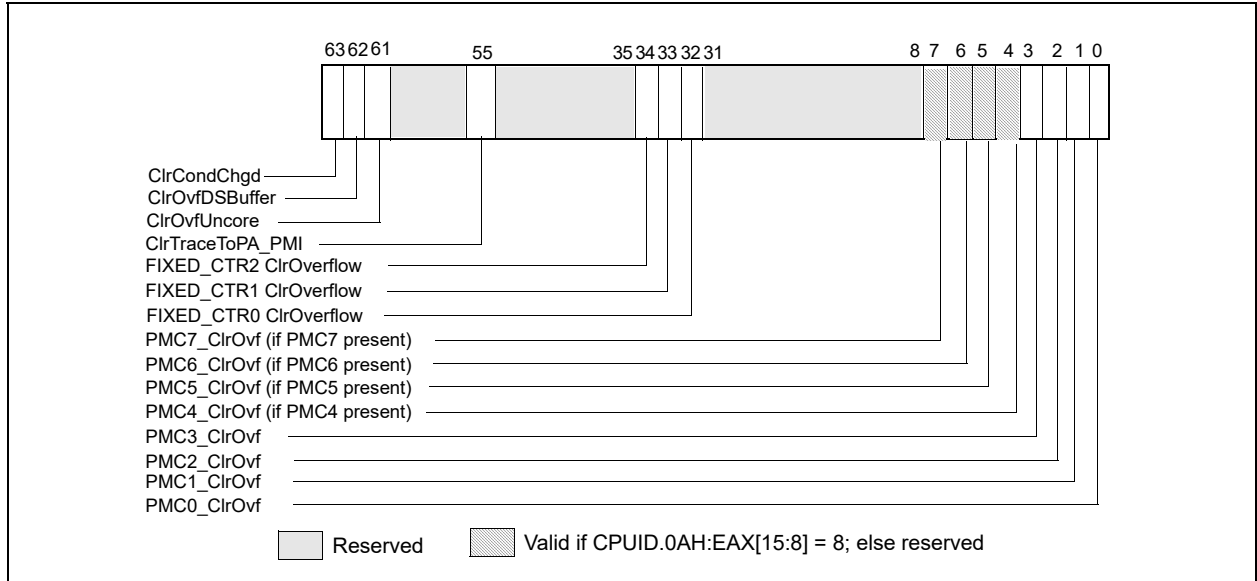 63 62 61 55 35 34 33 32 31 8 7 6 5 4 3 2 1 0
ClrCondChgd
ClrOvfDSBuffer
ClrOvfUncore
ClrTraceToPA_PMI
FIXED_CTR2 ClrOverflow
FIXED_CTR1 ClrOverflow
FIXED_CTR0 ClrOverflow
PMC7_ClrOvf (if PMC7 present)
PMC6_ClrOvf (if PMC6 present)
PMC5_ClrOvf (if PMC5 present)
PMC4_ClrOvf (if PMC4 present)
PMC3_ClrOvf
PMC2_ClrOvf
PMC1_ClrOvf
PMC0_ClrOvf
Reserved
Valid if CPUID.0AH:EAX[15:8] = 8; else reserved